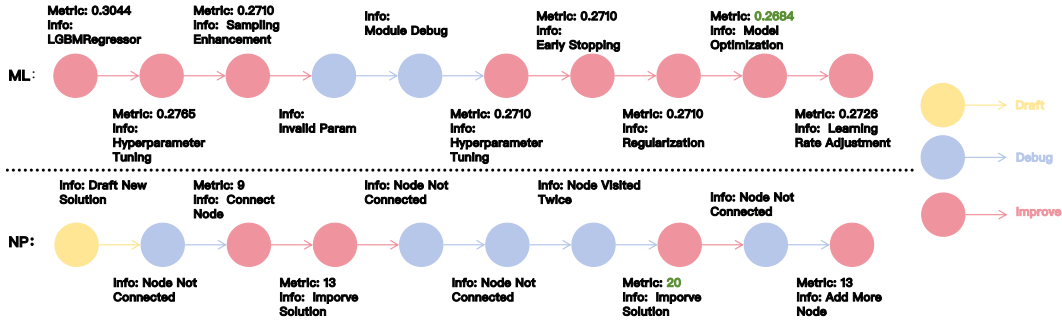 Metric: 0.3044
Info:
LGBMRegressor
Metric: 0.2710
Info: Sampling
Enhancement
Info:
Module Debug
Metric: 0.2710
Info:
Early Stopping
Metric: 0.2684
Info: Model
Optimization
ML:
Metric: 0.2765
Info:
Hyperparameter
Tuning
Info:
Invalid Param
Metric: 0.2710
Info:
Hyperparameter
Tuning
Metric: 0.2710
Info:
Regularization
Metric: 0.2726
Info: Learning
Rate Adjustment
Draft
Debug
Improve
Info: Draft New
Solution
Metric: 9
Info: Connect
Node
Info: Node Not
Connected
Info: Node Visited
Twice
Info: Node Not
Connected
NP:
Info: Node Not
Connected
Metric: 13
Info: Imporve
Solution
Info: Node Not
Connected
Metric: 20
Info: Imporve
Solution
Metric: 13
Info: Add More
Node